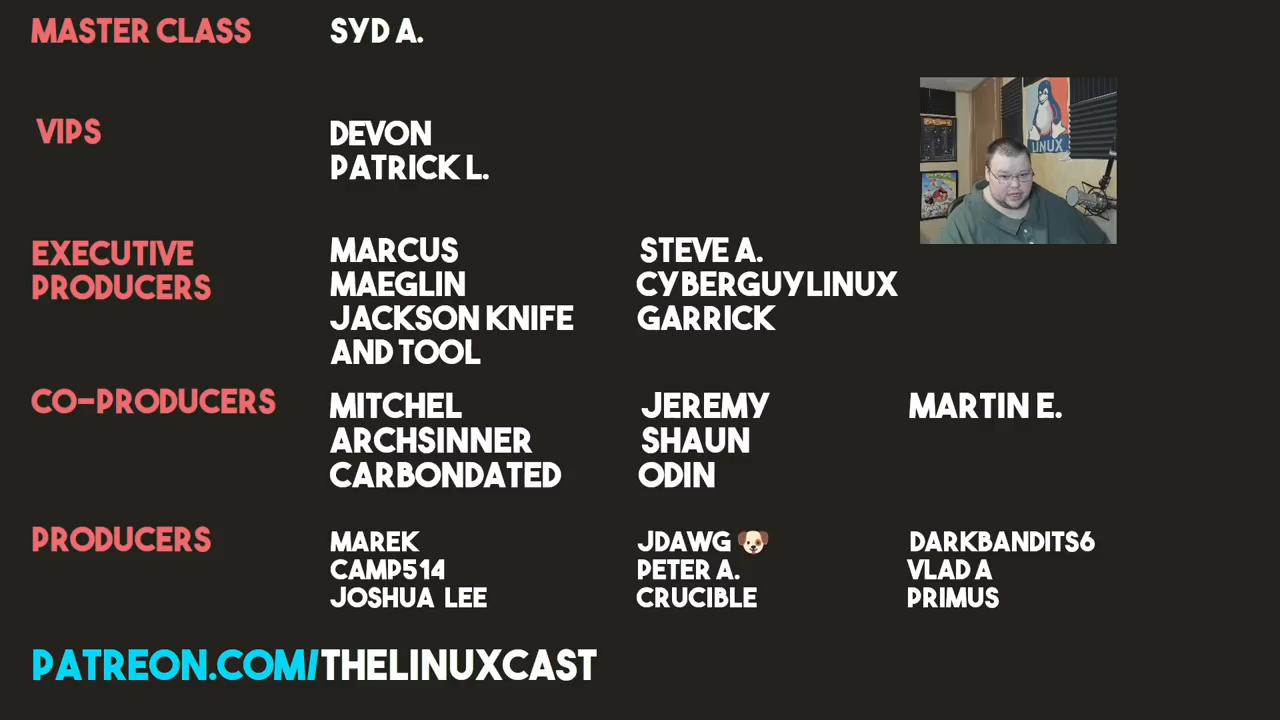 MASTER CLASS
SYD A.
VIPS
DEVON
PATRICK L.
EXECUTIVE
PRODUCERS
MARCUS
MAEGLIN
JACKSON KNIFE
AND TOOL
STEVE A.
CYBERGUYLINUX
GARRICK
CO-PRODUCERS
MITCHEL
ARCHSINNER
CARBONDATED
JEREMY
SHAUN
ODIN
MARTIN E.
PRODUCERS
MAREK
CAMP514
JOSHUA LEE
JDAWG 🐶
PETER A.
CRUCIBLE
DARKBANDITS6
VLAD A
PRIMUS
PATREON.COM/THELINUXCAST
LINUX